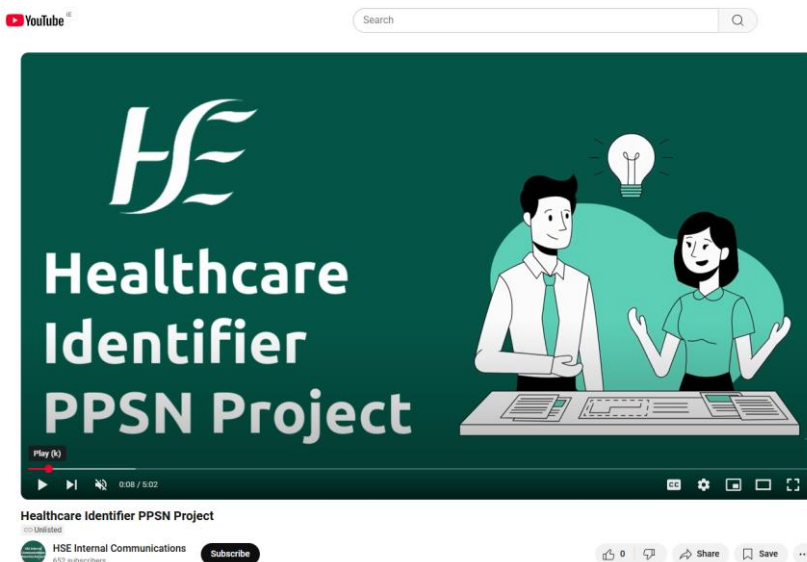 YouTube IE
Search
HSE
Healthcare
Identifier
PPSN Project
Play (k)
0:08 / 5:02
CC
Healthcare Identifier PPSN Project
Unlisted
HSE Internal Communications
652 subscribers
Subscribe
0
Share
Save